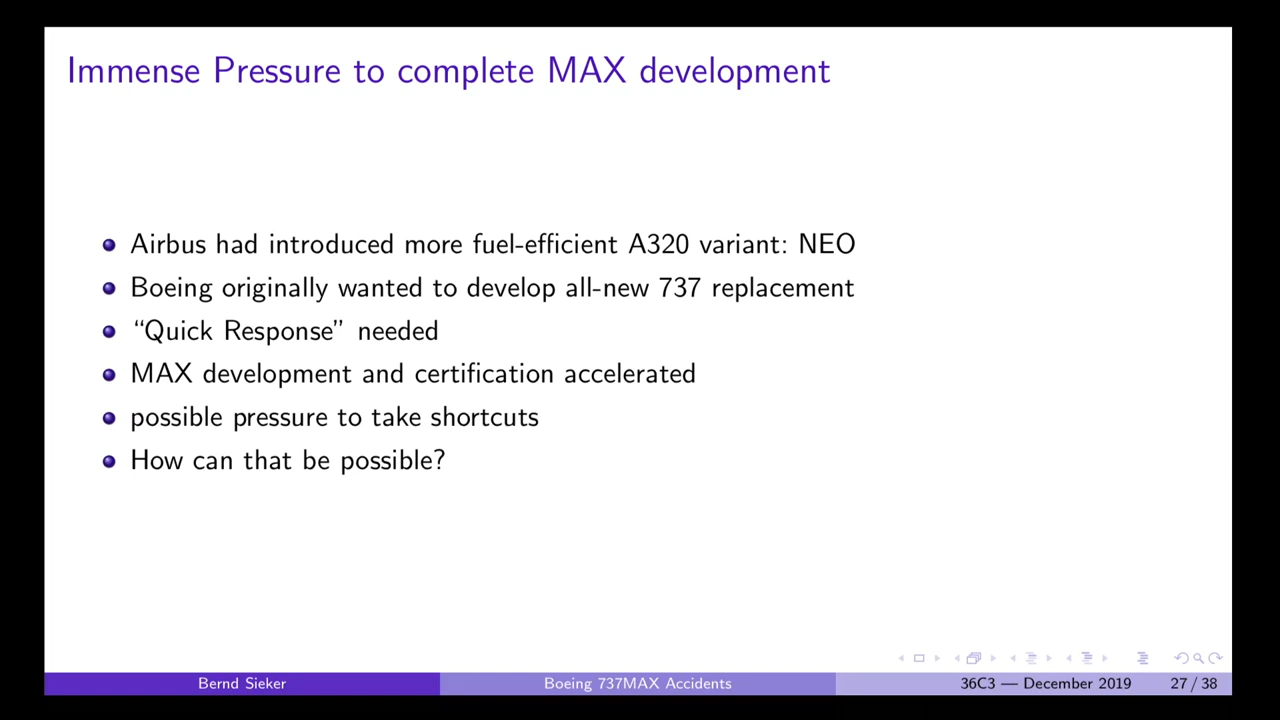 Immense Pressure to complete MAX development
Airbus had introduced more fuel-efficient A320 variant: NEO
Boeing originally wanted to develop all-new 737 replacement
“Quick Response” needed
MAX development and certification accelerated
possible pressure to take shortcuts
How can that be possible?
Bernd Sieker
Boeing 737MAX Accidents
36C3 — December 2019
27 / 38